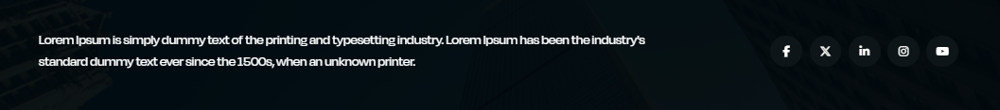 Lorem Ipsum is simply dummy text of the printing and typesetting industry. Lorem Ipsum has been the industry's
standard dummy text ever since the 1500s, when an unknown printer.